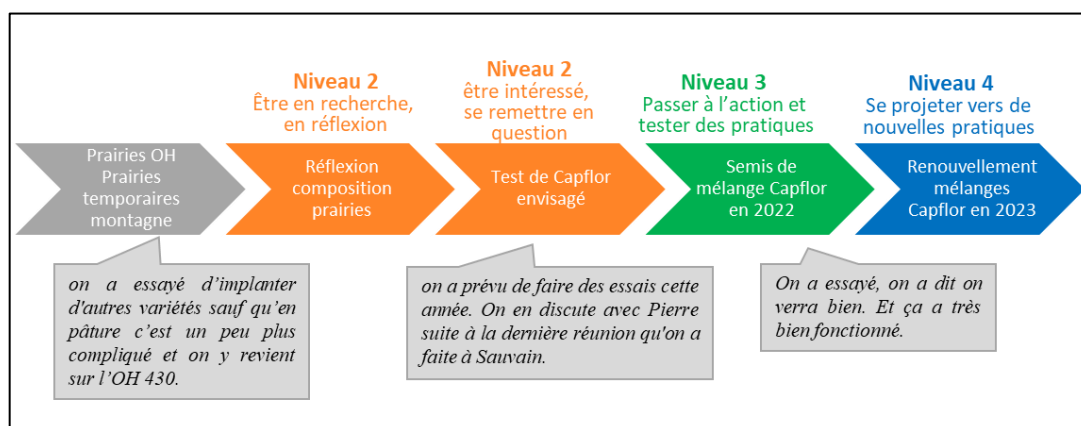 Niveau 2
Être en recherche,
en réflexion
Niveau 2
être intéressé,
se remettre en
question
Niveau 3
Passer à l’action et
tester des pratiques
Niveau 4
Se projeter vers de
nouvelles pratiques
Prairies OH
Prairies
temporaires
montagne
Réflexion
composition
prairies
Test de Capflor
envisagé
Semis de
mélange Capflor
en 2022
Renouvellement
mélanges
Capflor en 2023
on a essayé d’implanter
d'autres variétés sauf qu’en
pâture c’est un peu plus
compliqué et on y revient
sur l’OH 430.
on a prévu de faire des essais cette
année. On en discute avec Pierre
suite à la dernière réunion qu'on a
faite à Sauvain.
On a essayé, on a dit on
verra bien. Et ça a très
bien fonctionné.